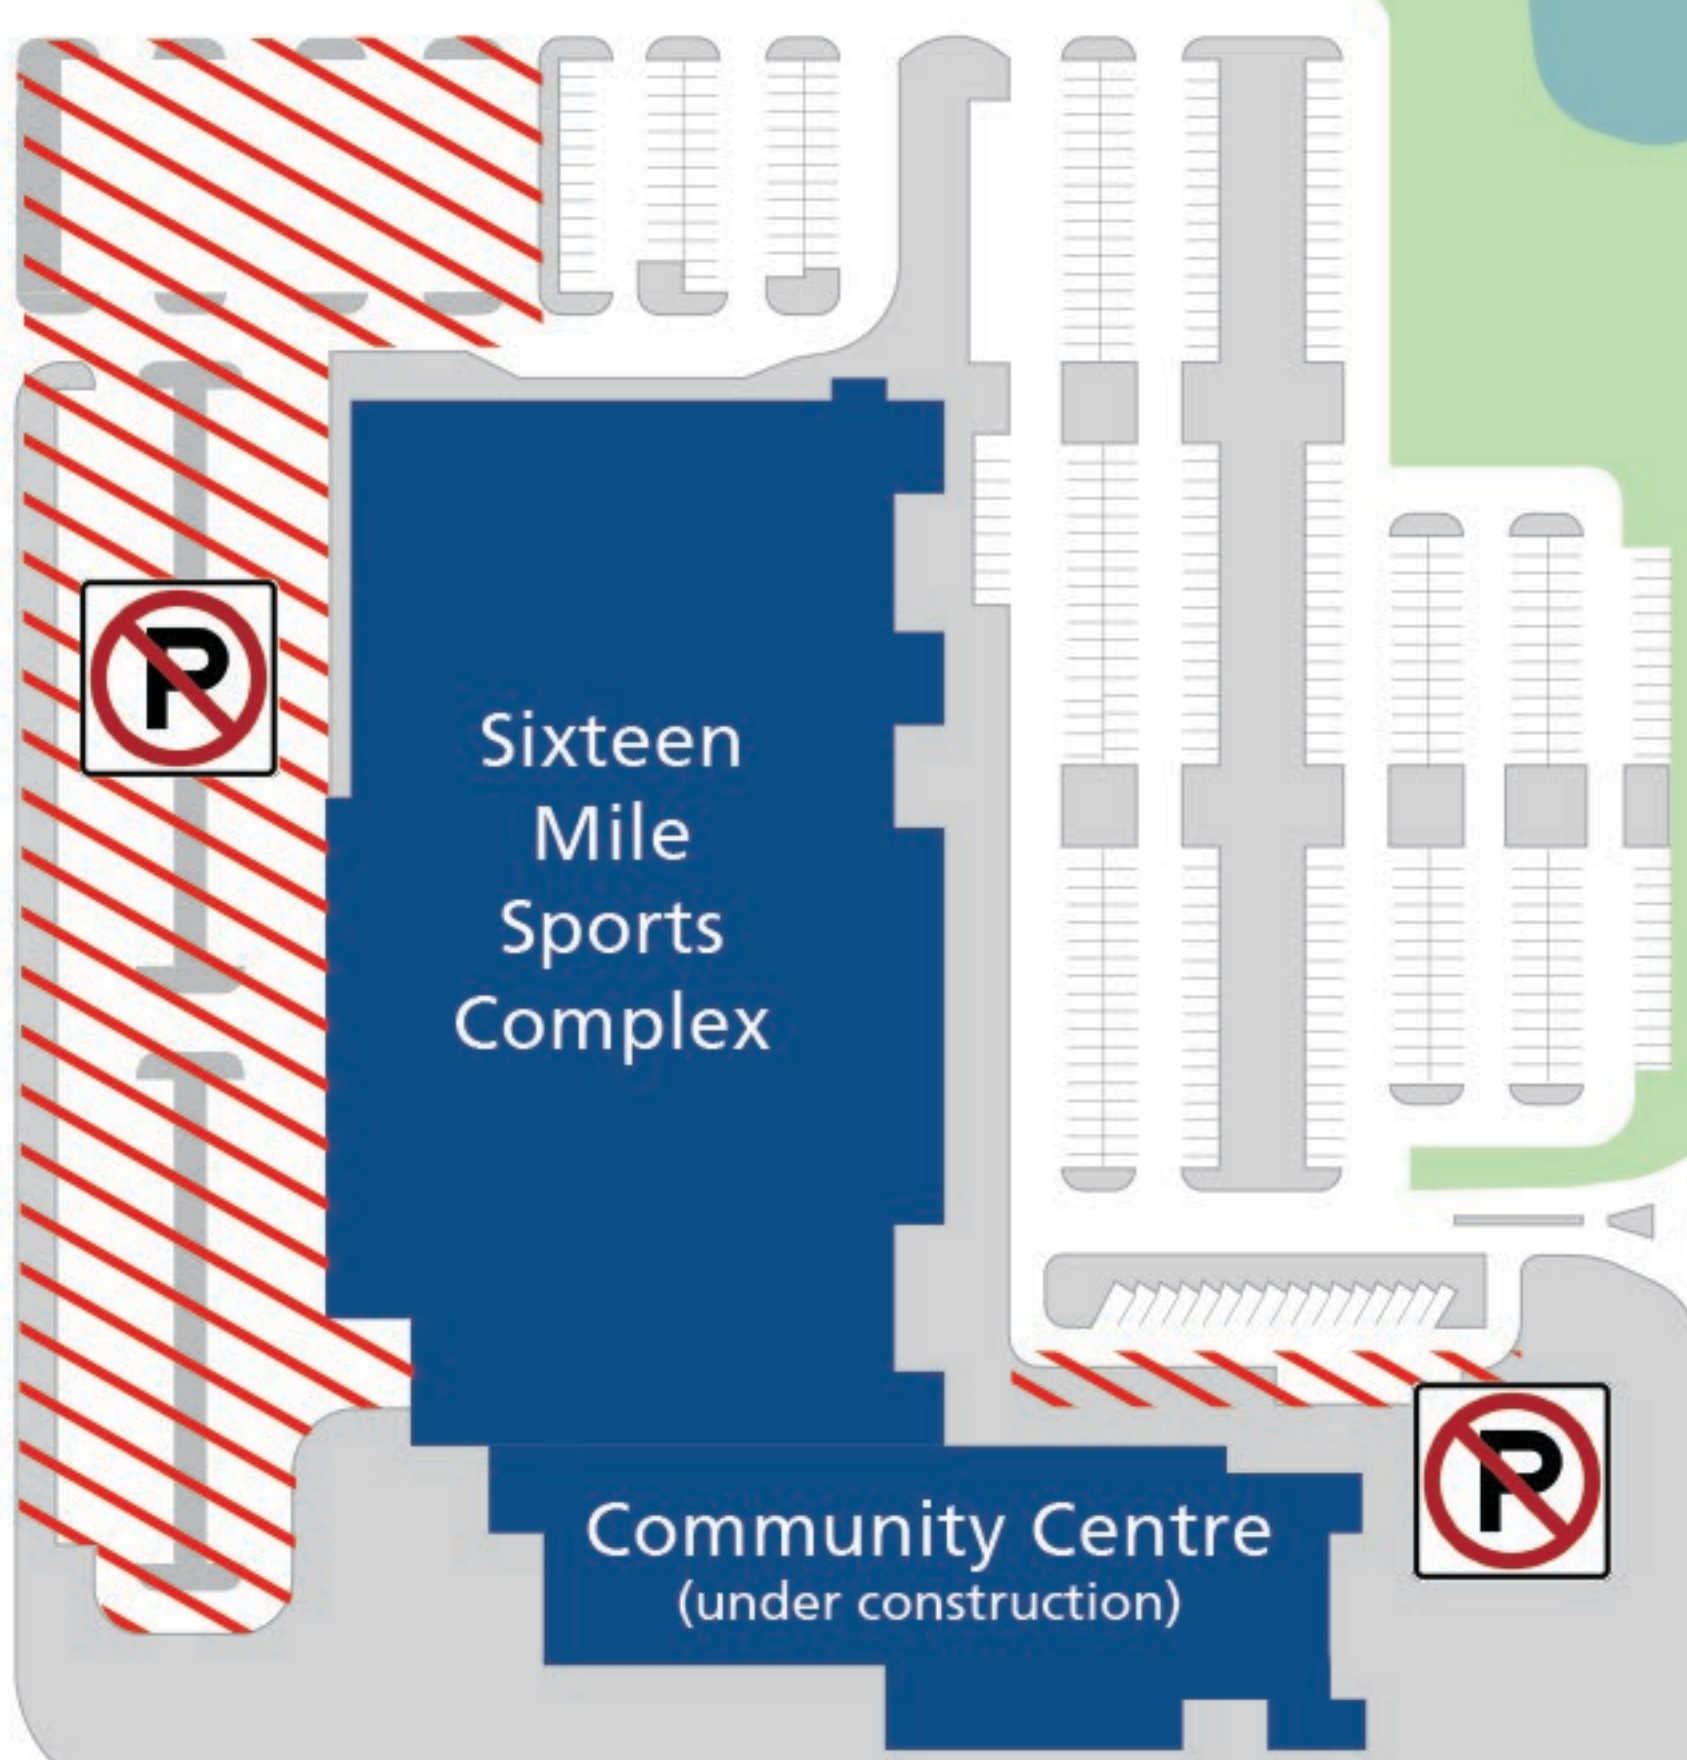 P
Sixteen
Mile
Sports
Complex
P
Community Centre
(under construction)